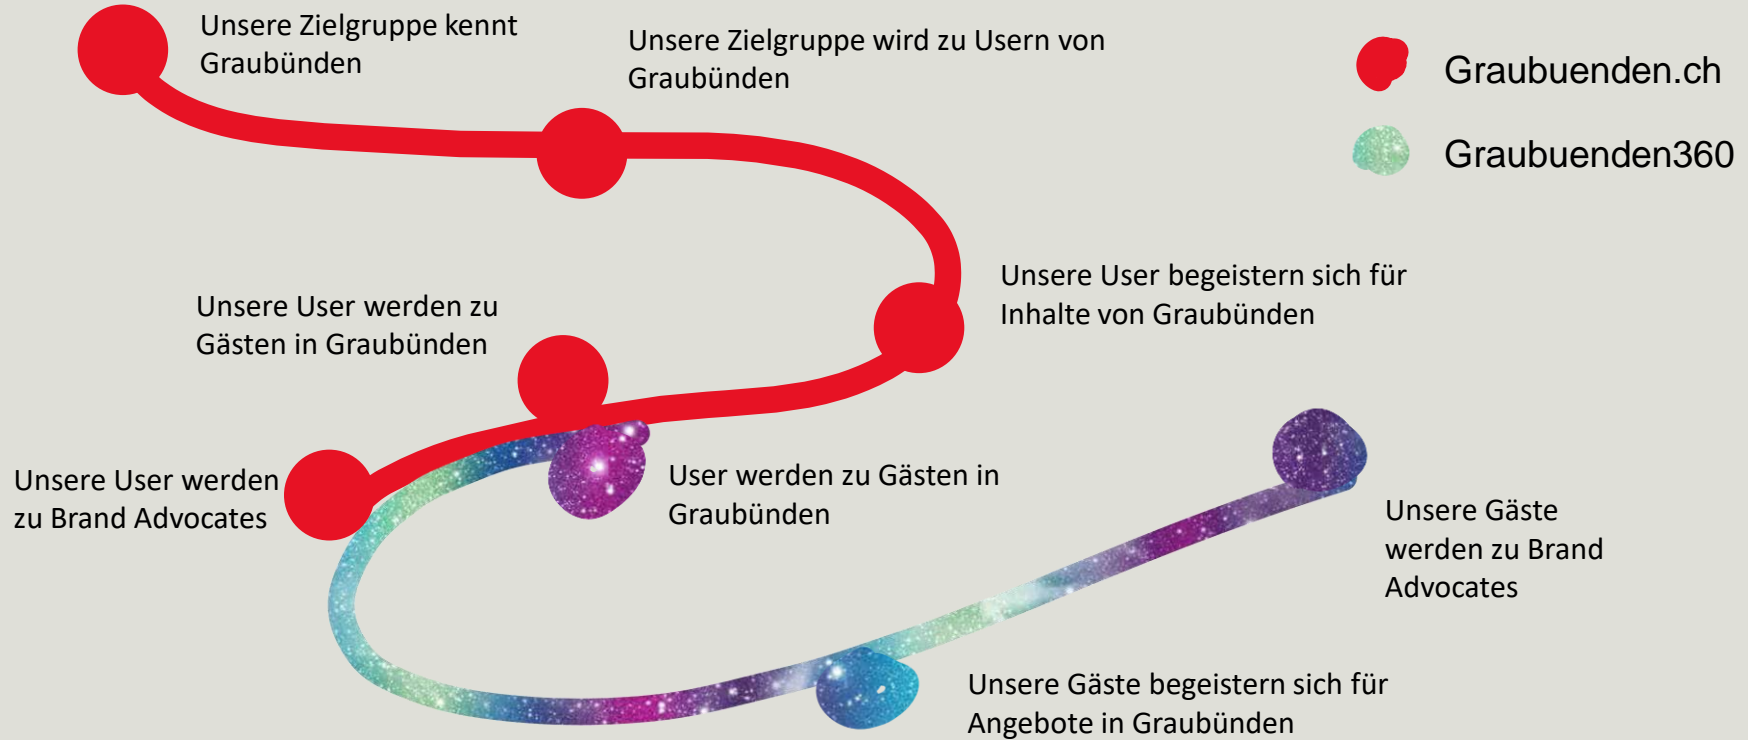 Unsere Zielgruppe kennt
Graubünden
Unsere Zielgruppe wird zu Usern von
Graubünden
Graubuenden.ch
Graubuenden360
Unsere User begeistern sich für
Inhalte von Graubünden
Unsere User werden zu
Gästen in Graubünden
Unsere User werden
zu Brand Advocates
User werden zu Gästen in
Graubünden
Unsere Gäste
werden zu Brand
Advocates
Unsere Gäste begeistern sich für
Angebote in Graubünden